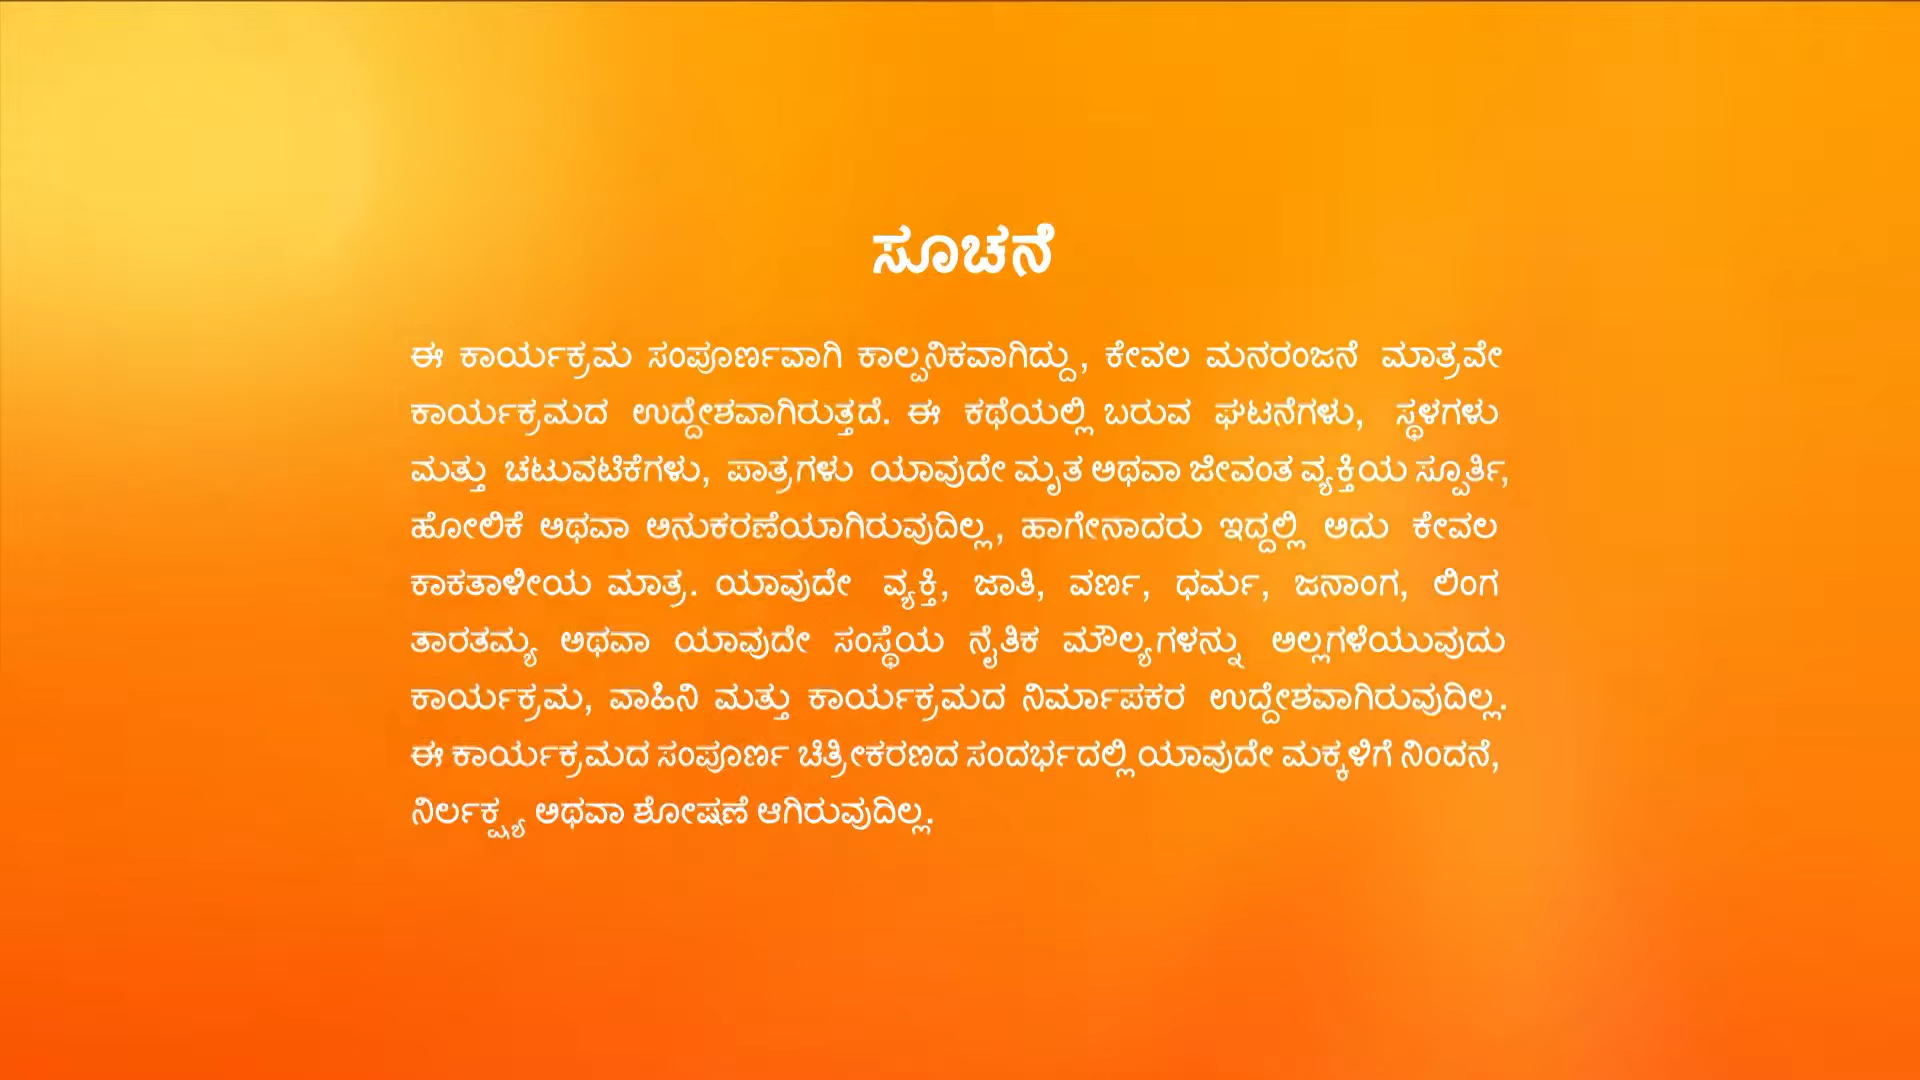 ಸೂಚನೆ
ಈ ಕಾರ್ಯಕ್ರಮ ಸಂಪೂರ್ಣವಾಗಿ ಕಾಲ್ಪನಿಕವಾಗಿದ್ದು, ಕೇವಲ ಮನರಂಜನೆ ಮಾತ್ರವೇ
ಕಾರ್ಯಕ್ರಮದ ಉದ್ದೇಶವಾಗಿರುತ್ತದೆ. ಈ ಕಥೆಯಲ್ಲಿ ಬರುವ ಘಟನೆಗಳು, ಸ್ಥಳಗಳು
ಮತ್ತು ಚಟುವಟಿಕೆಗಳು, ಪಾತ್ರಗಳು ಯಾವುದೇ ಮೃತ ಅಥವಾ ಜೀವಂತ ವ್ಯಕ್ತಿಯ ಸ್ಪೂರ್ತಿ,
ಹೋಲಿಕೆ ಅಥವಾ ಅನುಕರಣೆಯಾಗಿರುವುದಿಲ್ಲ, ಹಾಗೇನಾದರು ಇದ್ದಲ್ಲಿ ಅದು ಕೇವಲ
ಕಾಕತಾಳೀಯ ಮಾತ್ರ. ಯಾವುದೇ ವ್ಯಕ್ತಿ, ಜಾತಿ, ವರ್ಣ, ಧರ್ಮ, ಜನಾಂಗ, ಲಿಂಗ
ತಾರತಮ್ಯ ಅಥವಾ ಯಾವುದೇ ಸಂಸ್ಥೆಯ ನೈತಿಕ ಮೌಲ್ಯಗಳನ್ನು ಅಲ್ಲಗಳೆಯುವುದು
ಕಾರ್ಯಕ್ರಮ, ವಾಹಿನಿ ಮತ್ತು ಕಾರ್ಯಕ್ರಮದ ನಿರ್ಮಾಪಕರ ಉದ್ದೇಶವಾಗಿರುವುದಿಲ್ಲ.
ಈ ಕಾರ್ಯಕ್ರಮದ ಸಂಪೂರ್ಣ ಚಿತ್ರೀಕರಣದ ಸಂದರ್ಭದಲ್ಲಿ ಯಾವುದೇ ಮಕ್ಕಳಿಗೆ ನಿಂದನೆ,
ನಿರ್ಲಕ್ಷ್ಯ ಅಥವಾ ಶೋಷಣೆ ಆಗಿರುವುದಿಲ್ಲ.